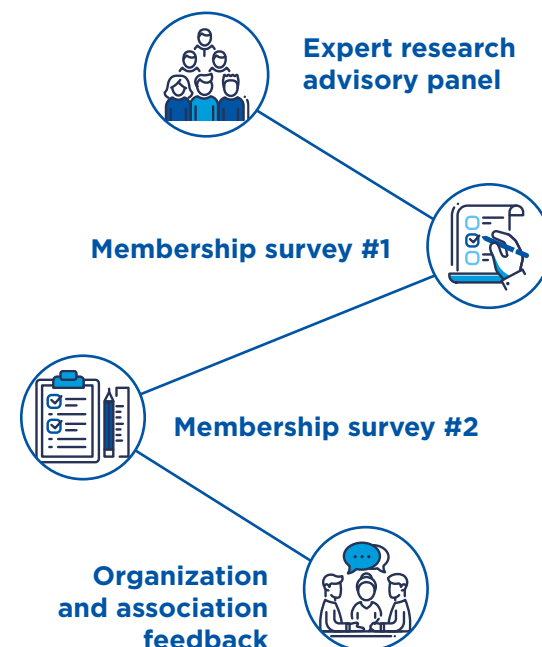 Expert research
advisory panel
Membership survey #1
Membership survey #2
Organization
and association
feedback